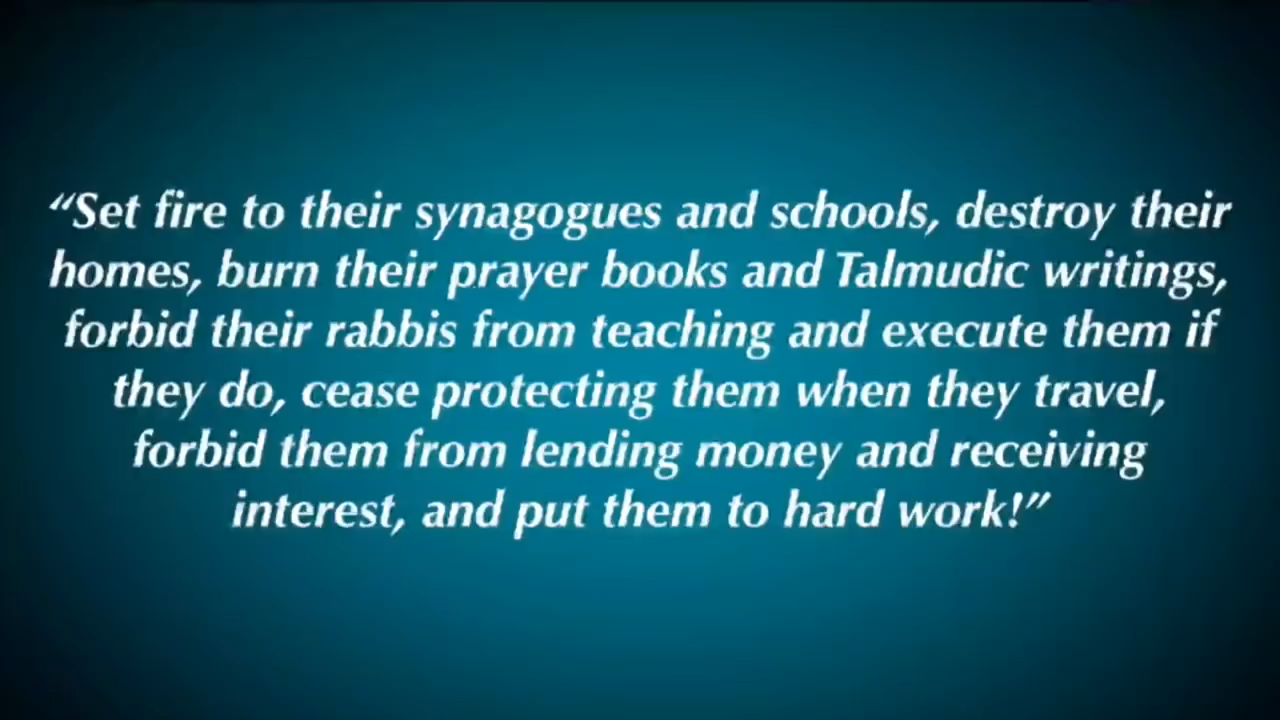 “Set fire to their synagogues and schools, destroy their
homes, burn their prayer books and Talmudic writings,
forbid their rabbis from teaching and execute them if
they do, cease protecting them when they travel,
forbid them from lending money and receiving
interest, and put them to hard work!”